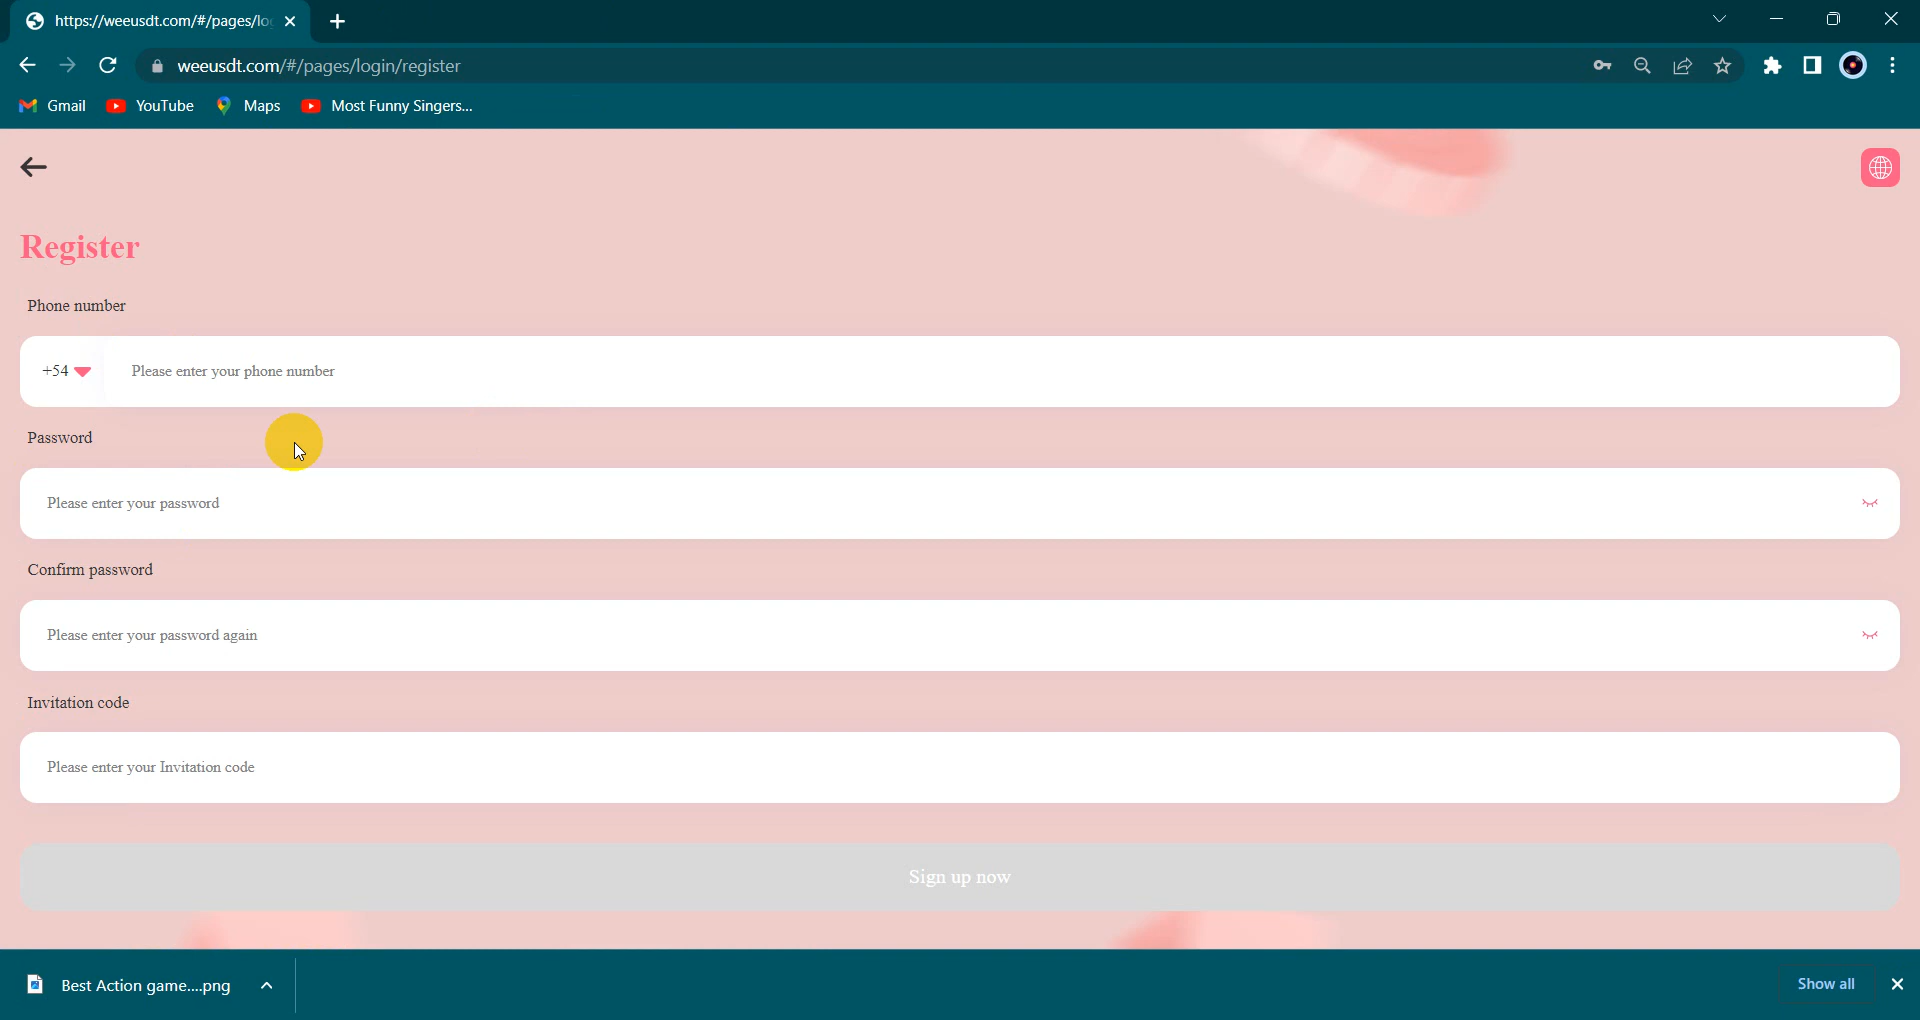 https://weeusdt.com/#/pages/lo
weeusdt.com/#/pages/login/register
Gmail YouTube Maps Most Funny Singers...
Register
Phone number
+54 Please enter your phone number
Password
Please enter your password
Confirm password
Please enter your password again
Invitation code
Please enter your Invitation code
Sign up now
Best Action game....png Show all